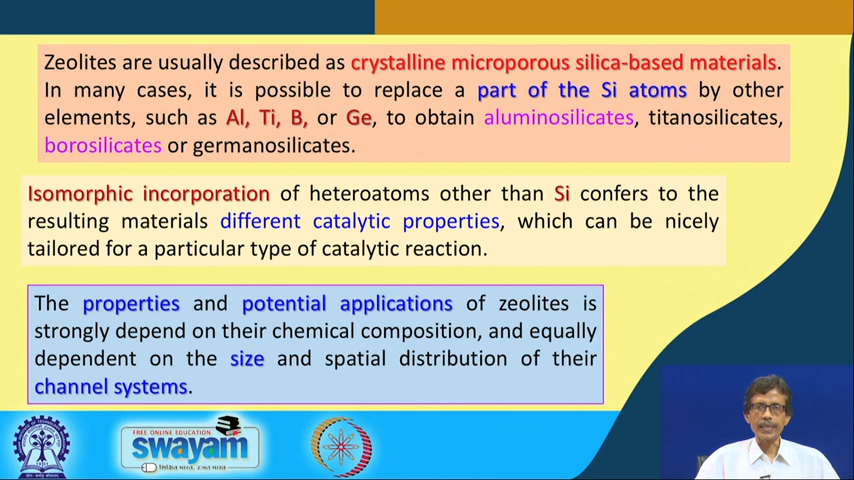 Zeolites are usually described as crystalline microporous silica-based materials.
In many cases, it is possible to replace a part of the Si atoms by other
elements, such as Al, Ti, B, or Ge, to obtain aluminosilicates, titanosilicates,
borosilicates or germanosilicates.
Isomorphic incorporation of heteroatoms other than Si confers to the
resulting materials different catalytic properties, which can be nicely
tailored for a particular type of catalytic reaction.
The properties and potential applications of zeolites is
strongly depend on their chemical composition, and equally
dependent on the size and spatial distribution of their
channel systems.
FREE ONLINE EDUCATION
swayam